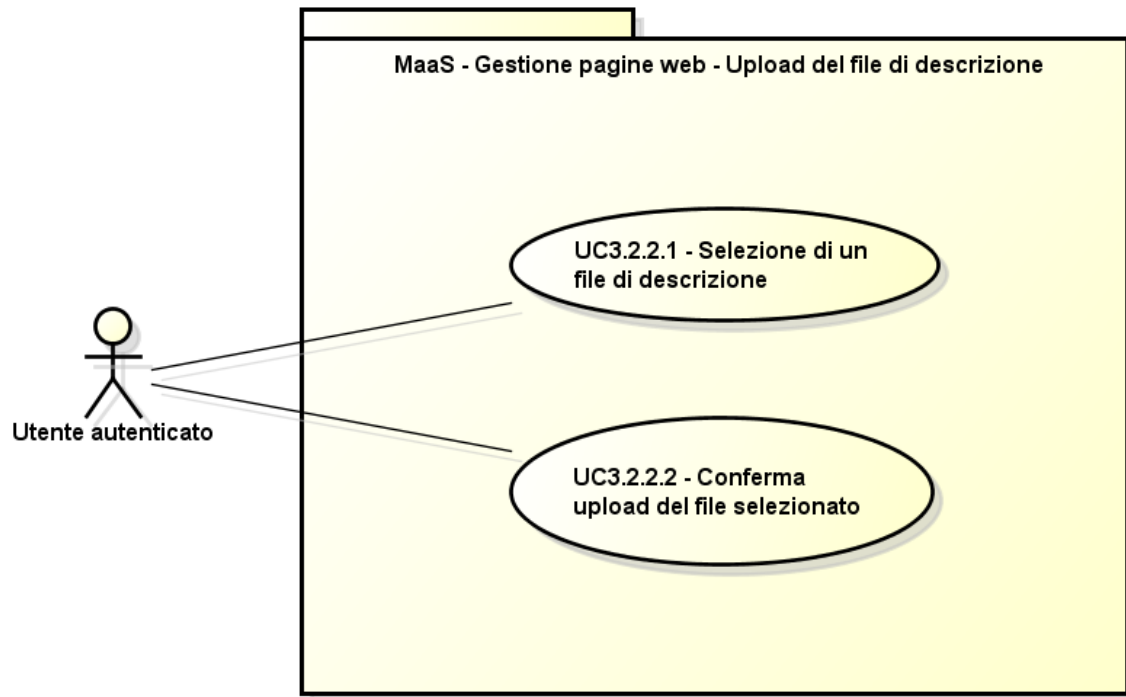 MaaS - Gestione pagine web - Upload del file di descrizione
UC3.2.2.1 - Selezione di un
file di descrizione
Utente autenticato
UC3.2.2.2 - Conferma
upload del file selezionato